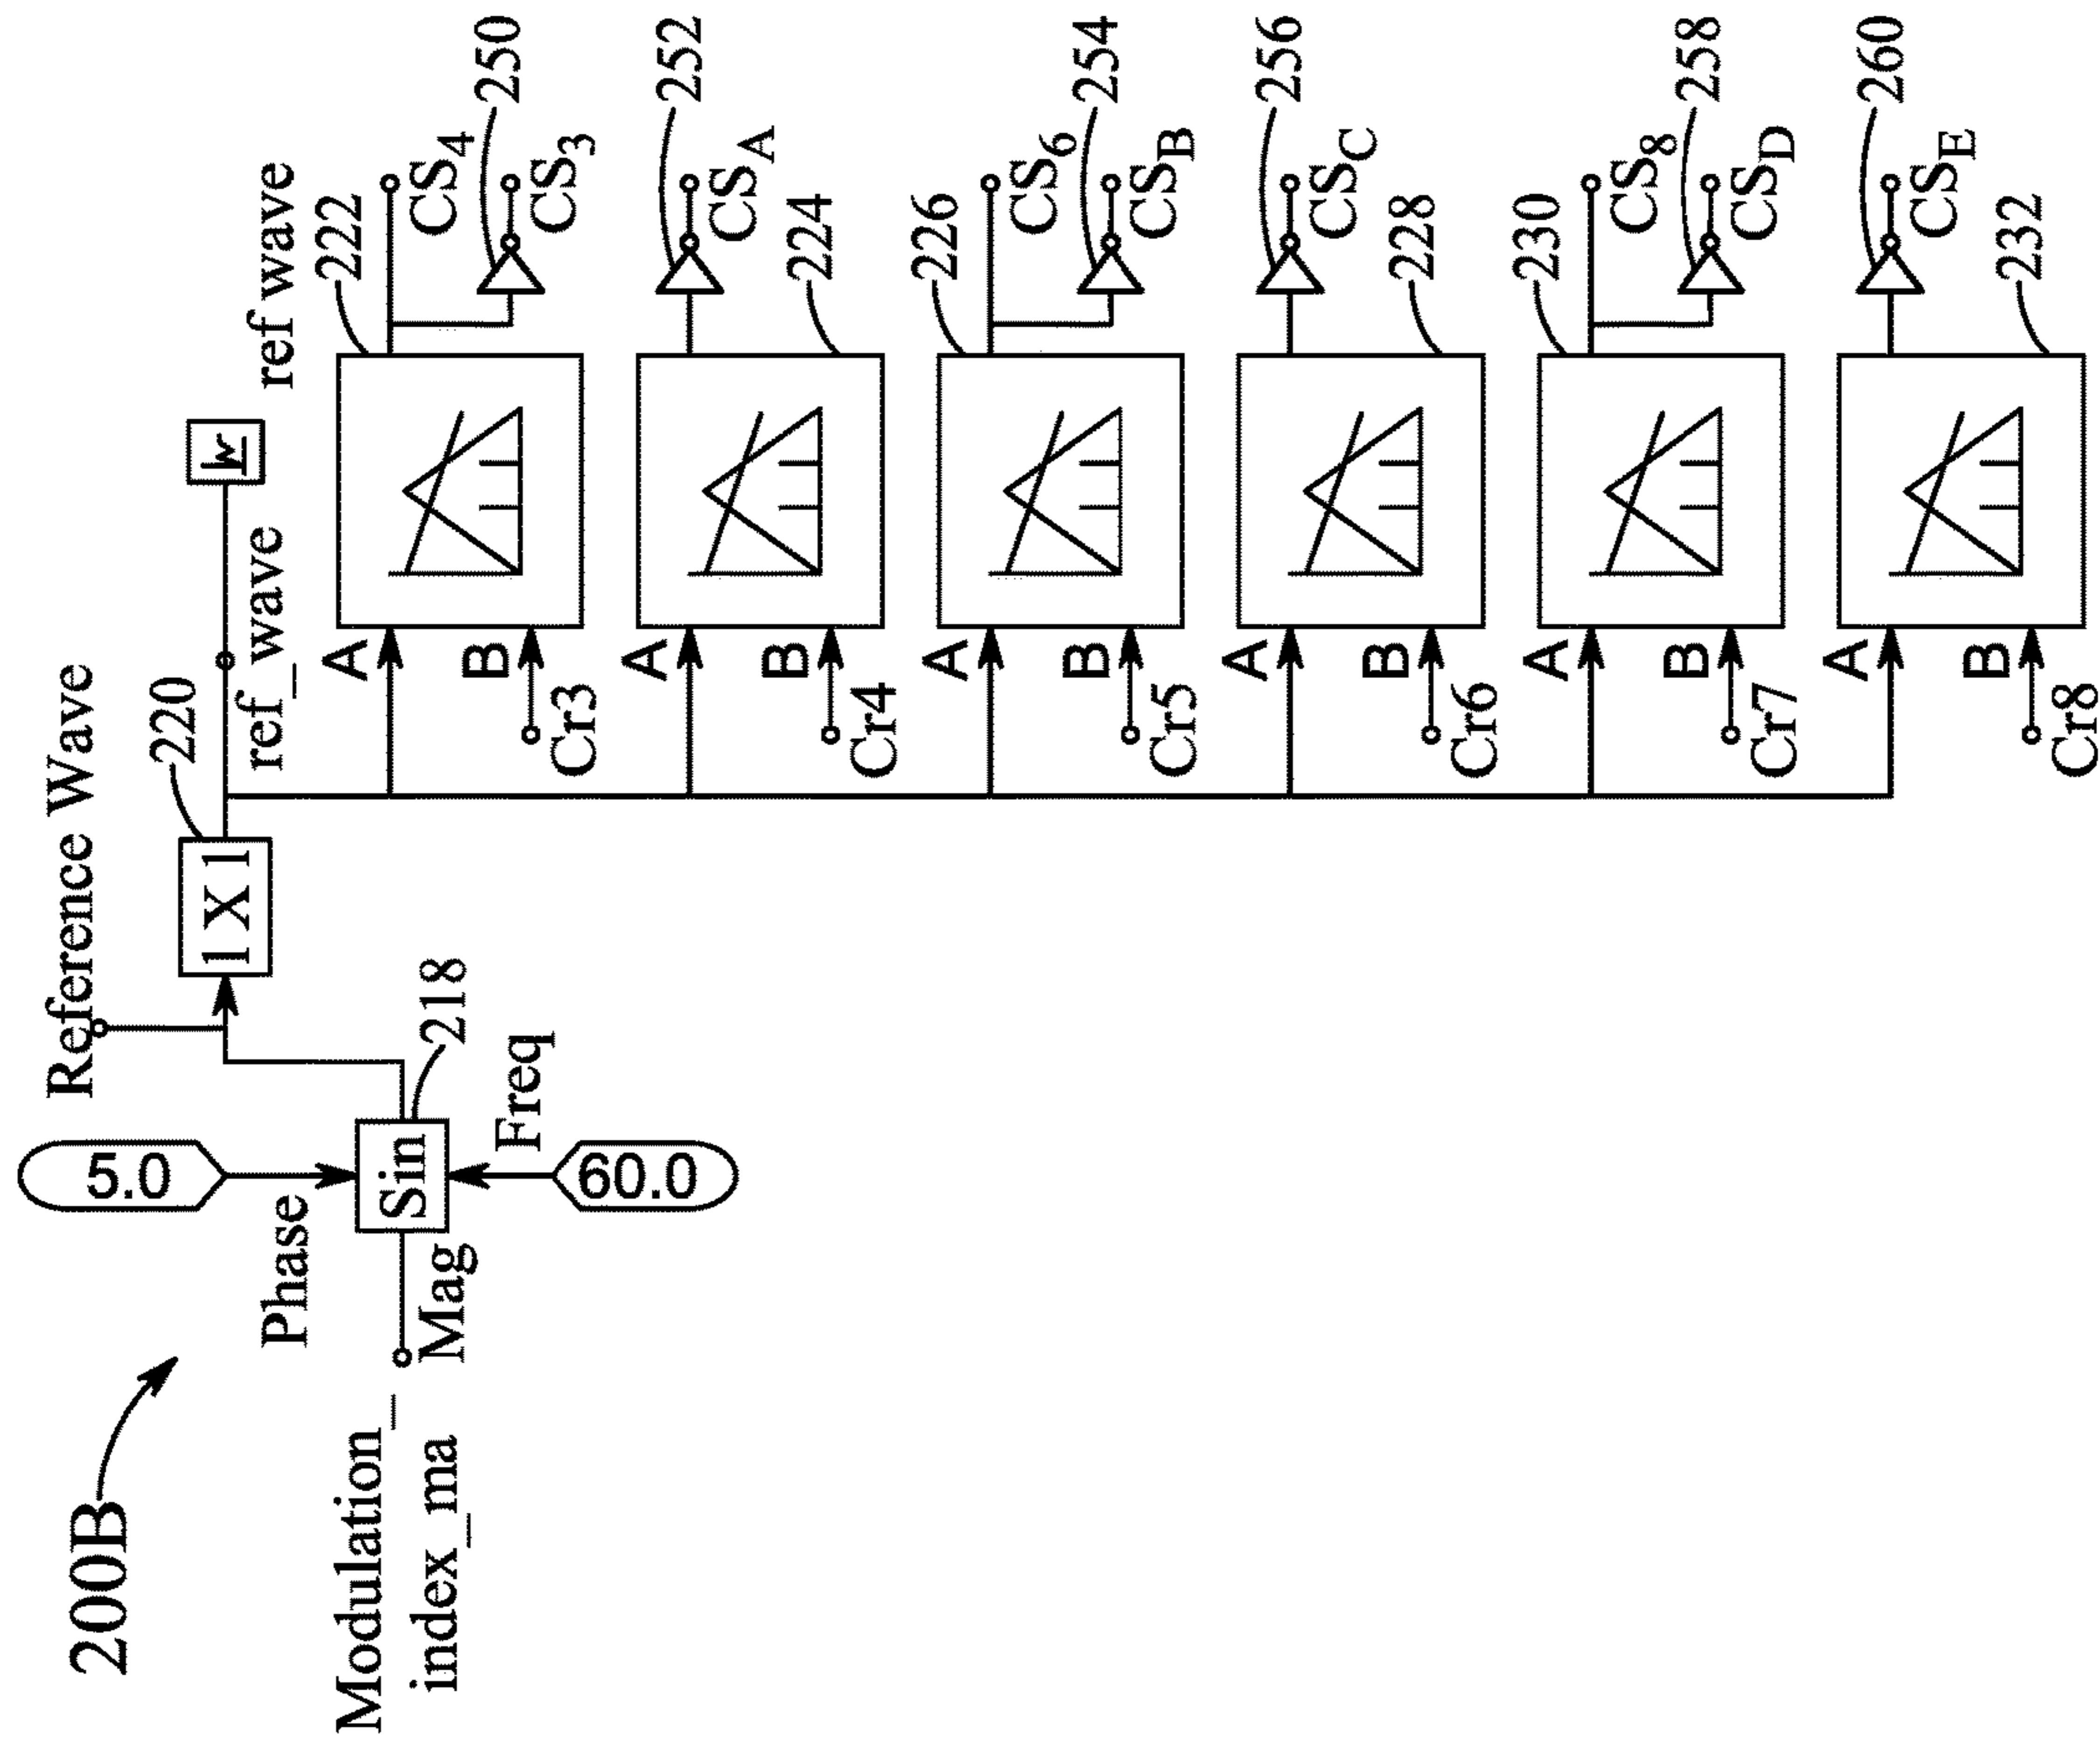 200B
Modulation_
index_ma
Mag
Phase
5.0
Sin
60.0
Freq
218
Reference Wave
1 X 1
220
ref_wave
ref wave
A
B
Cr3
222
CS4
CS3
250
A
B
Cr4
224
CSA
252
A
B
Cr5
226
CS6
CSB
254
A
B
Cr6
228
CSC
256
A
B
Cr7
230
CS8
CSD
258
A
B
Cr8
232
CSE
260